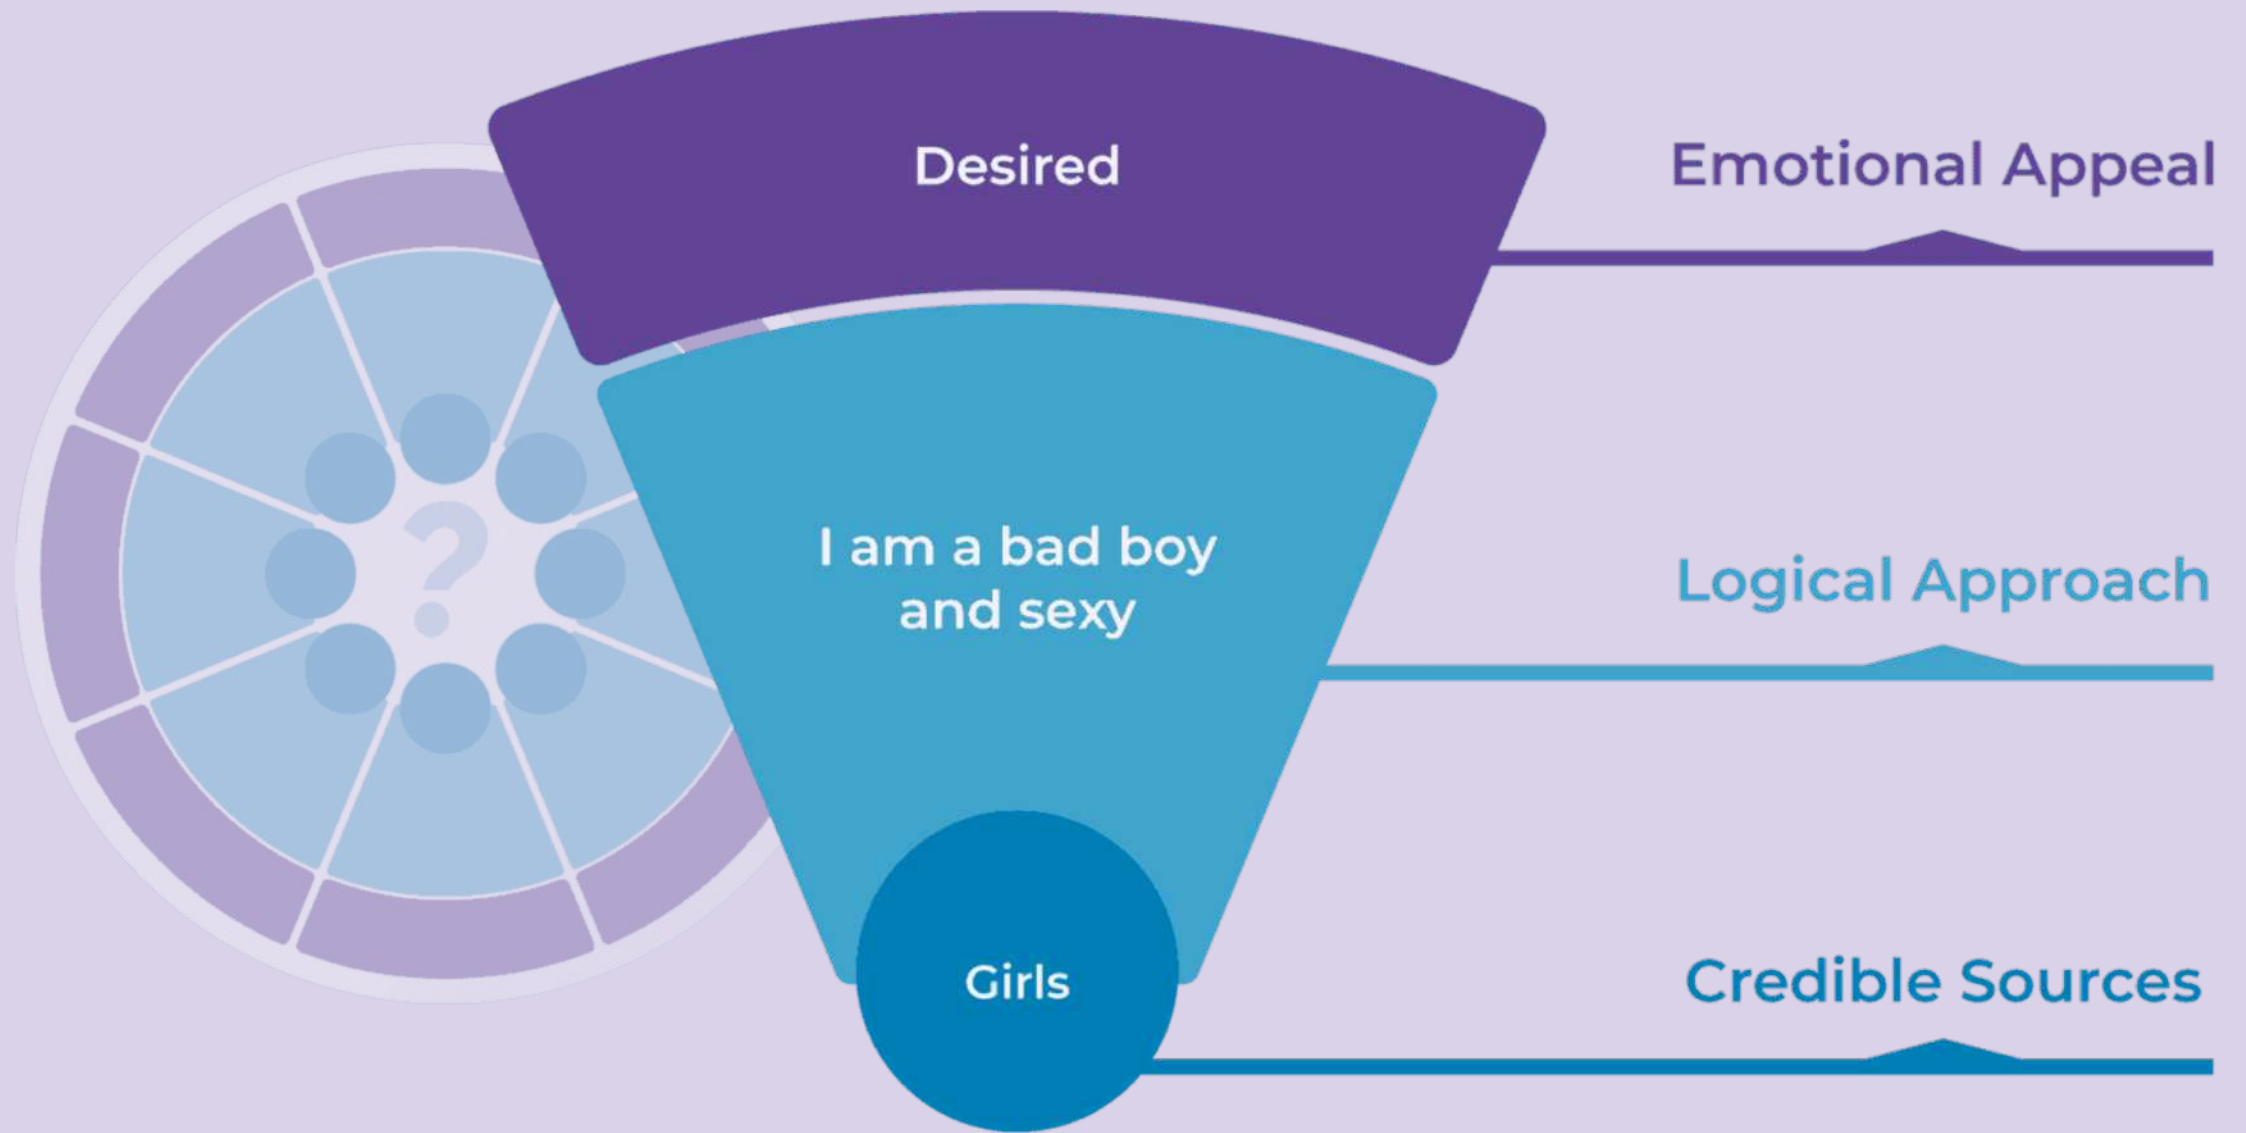 Desired
Emotional Appeal
I am a bad boy
and sexy
Logical Approach
?
Girls
Credible Sources